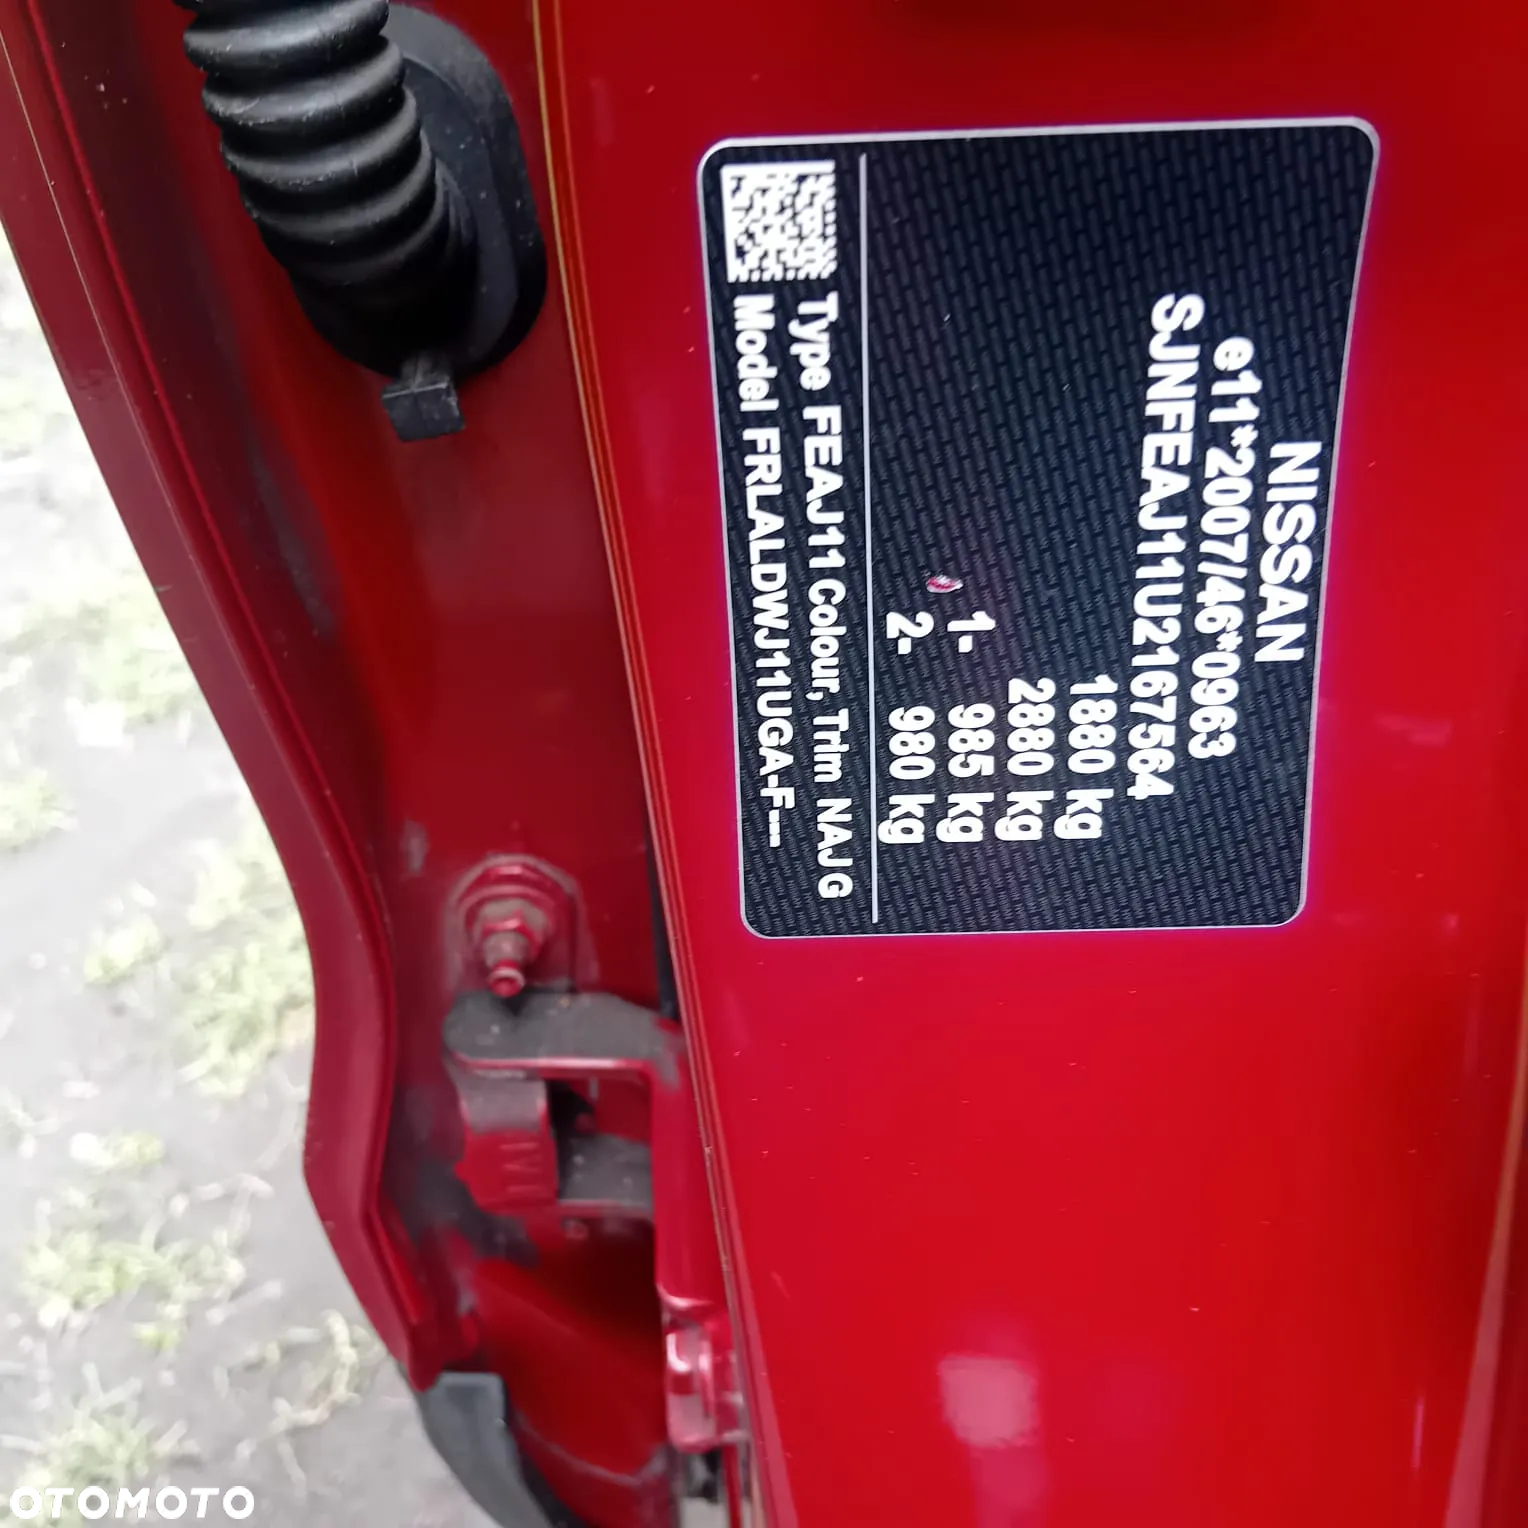 NISSAN
e11*2007/46*0963
SJNFEAJ11U2167564
1880 kg
2880 kg
1- 985 kg
2- 980 kg
Type FEAJ11 Colour, Trim NAJ G
Model FRLALDWJ11UGA-F---
OTOMOTO